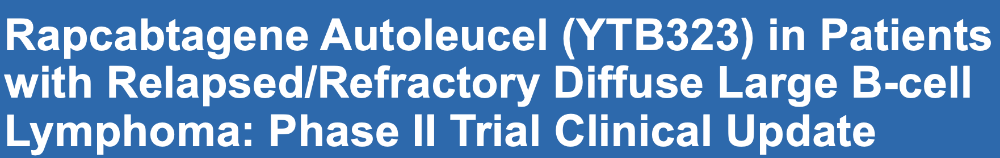 Rapcabtagene Autoleucel (YTB323) in Patients
with Relapsed/Refractory Diffuse Large B-cell
Lymphoma: Phase II Trial Clinical Update